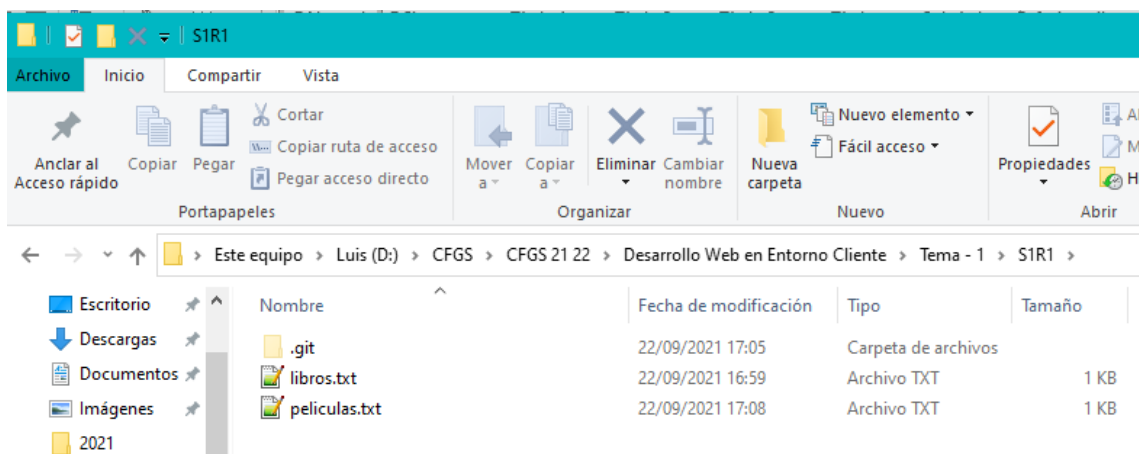 S1R1
Archivo Inicio Compartir Vista
Anclar al Acceso rápido
Copiar
Pegar
Cortar
Copiar ruta de acceso
Pegar acceso directo
Portapapeles
Mover a
Copiar a
Eliminar
Cambiar nombre
Organizar
Nueva carpeta
Nuevo elemento
Fácil acceso
Nuevo
Propiedades
Abrir
Este equipo > Luis (D:) > CFGS > CFGS 21 22 > Desarrollo Web en Entorno Cliente > Tema - 1 > S1R1 >
Escritorio
Descargas
Documentos
Imágenes
2021
Nombre Fecha de modificación Tipo Tamaño
.git 22/09/2021 17:05 Carpeta de archivos
libros.txt 22/09/2021 16:59 Archivo TXT 1 KB
peliculas.txt 22/09/2021 17:08 Archivo TXT 1 KB